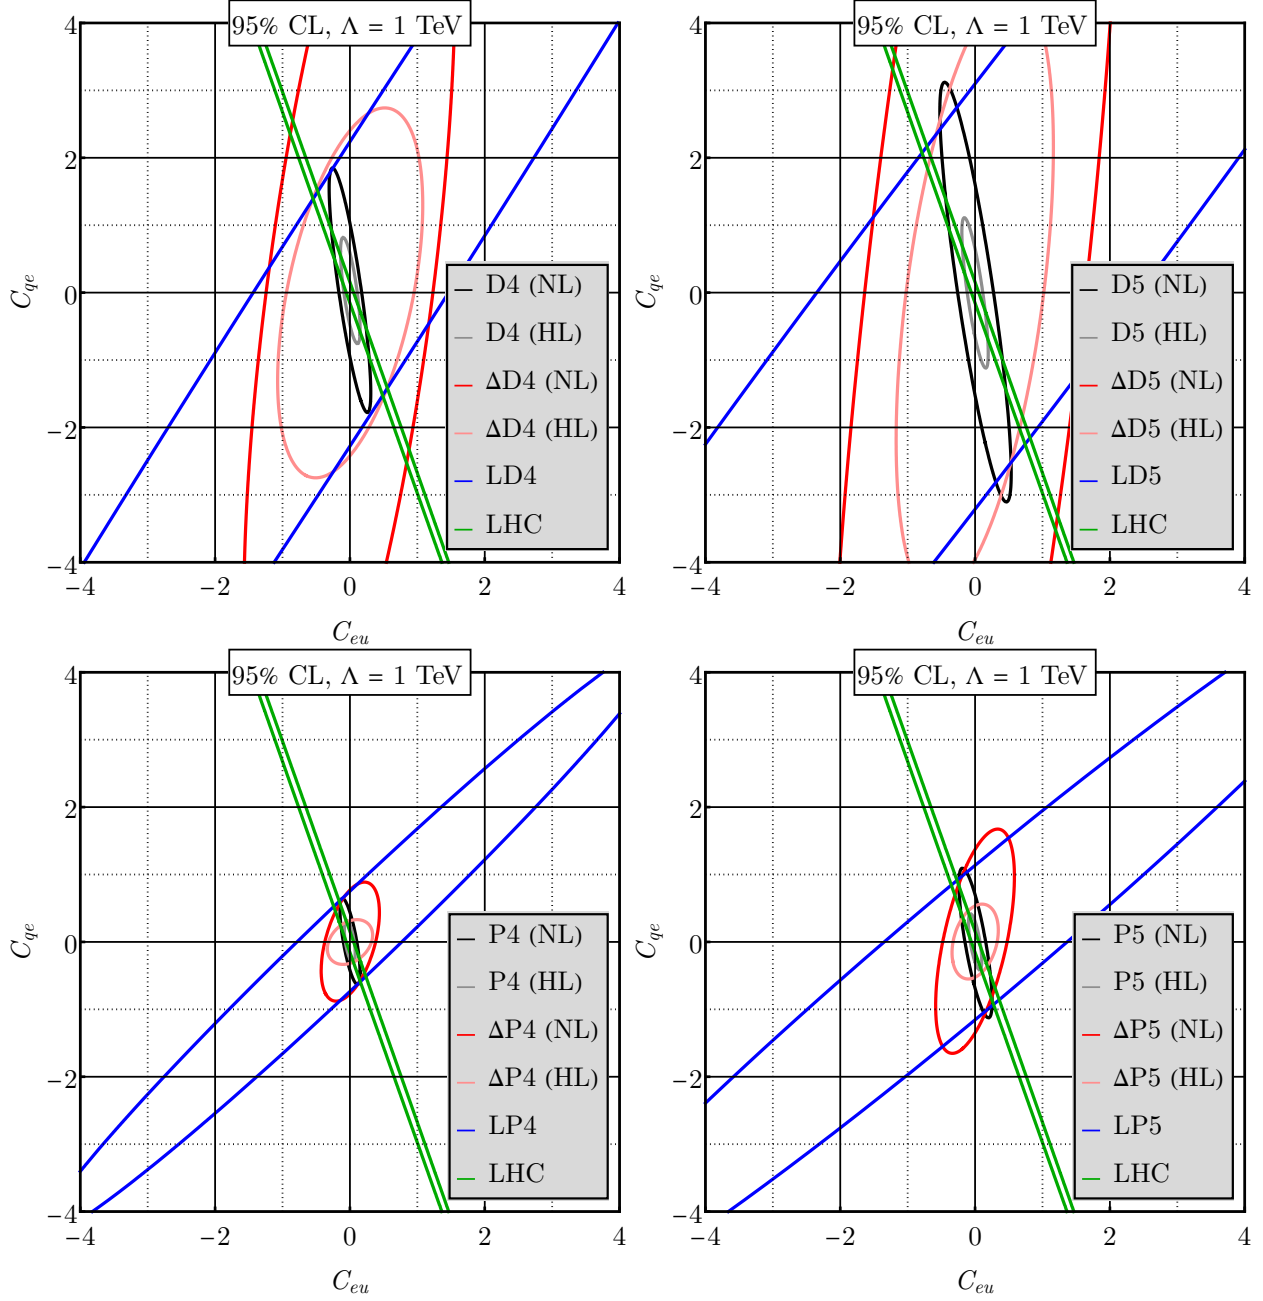 95% CL, Λ = 1 TeV
4
2
0
−2
−4
C_qe
D4 (NL)
D4 (HL)
ΔD4 (NL)
ΔD4 (HL)
LD4
LHC
−4 −2 0 2 4
C_eu
95% CL, Λ = 1 TeV
4
2
0
−2
−4
C_qe
D5 (NL)
D5 (HL)
ΔD5 (NL)
ΔD5 (HL)
LD5
LHC
−4 −2 0 2 4
C_eu
95% CL, Λ = 1 TeV
4
2
0
−2
−4
C_qe
P4 (NL)
P4 (HL)
ΔP4 (NL)
ΔP4 (HL)
LP4
LHC
−4 −2 0 2 4
C_eu
95% CL, Λ = 1 TeV
4
2
0
−2
−4
C_qe
P5 (NL)
P5 (HL)
ΔP5 (NL)
ΔP5 (HL)
LP5
LHC
−4 −2 0 2 4
C_eu